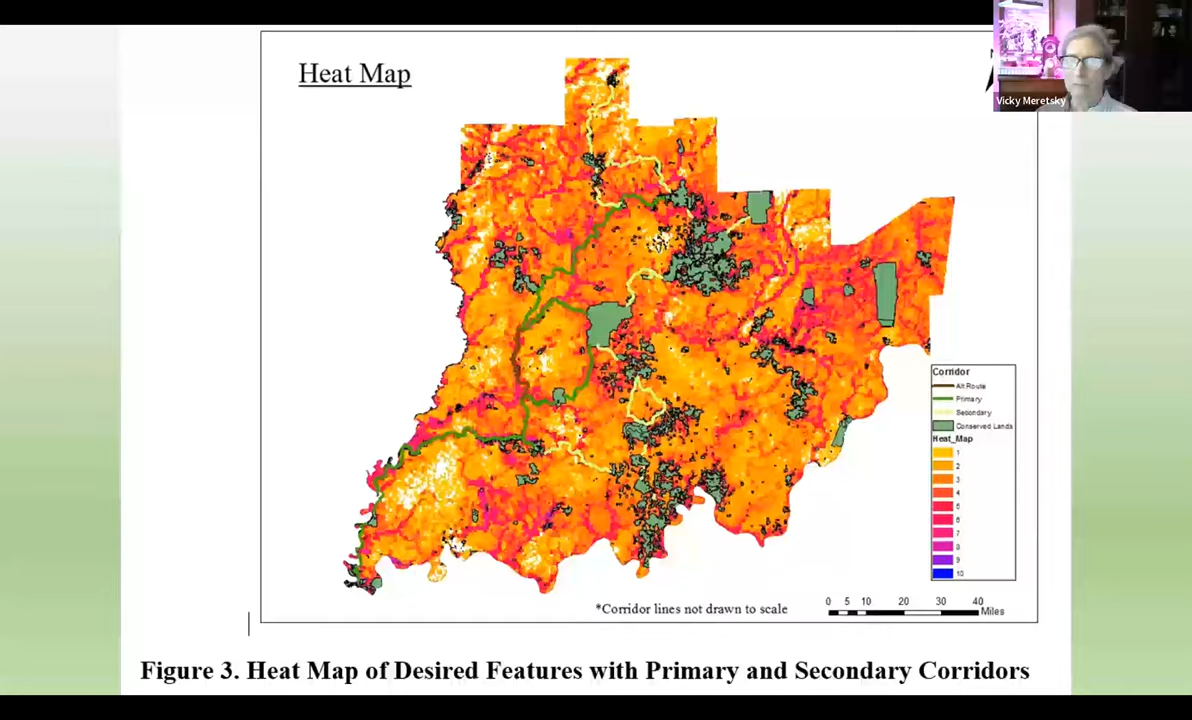 Heat Map
Vicky Meretsky
Corridor
Alt Route
Primary
Secondary
Conserved Lands
Heat_Map
1
2
3
4
5
6
7
8
9
10
*Corridor lines not drawn to scale
0 5 10 20 30 40
Miles
Figure 3. Heat Map of Desired Features with Primary and Secondary Corridors